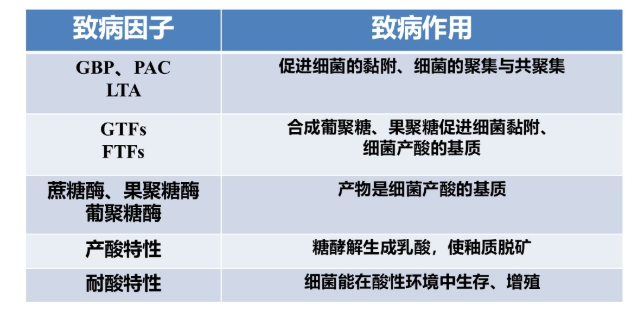 致病因子 致病作用
GBP、PAC
LTA
促进细菌的黏附、细菌的聚集与共聚集
GTFs
FTFs
合成葡聚糖、果聚糖促进细菌黏附、
细菌产酸的基质
蔗糖酶、果聚糖酶
葡聚糖酶
产物是细菌产酸的基质
产酸特性 糖酵解生成乳酸，使釉质脱矿
耐酸特性 细菌能在酸性环境中生存、增殖